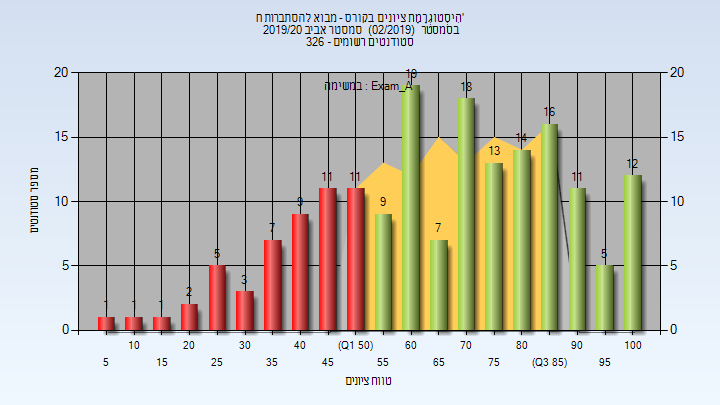 הִיסְטוֹגְרָמַת ציונים בקורס - מבוא להסתברות ח'
בסמסטר (02/2019) סמסטר אביב 2019/20
סטודנטים רשומים - 326
במשימה : Exam_A
מספר סטודנטים
20 15 10 5 0
20 15 10 5 0
1 1 1 2 5 3 7 9 11 11 9 19 7 18 13 14 16 11 5 12
10 20 30 40 (Q1 50) 60 70 80 90 100
5 15 25 35 45 55 65 75 (Q3 85) 95
טווח ציונים